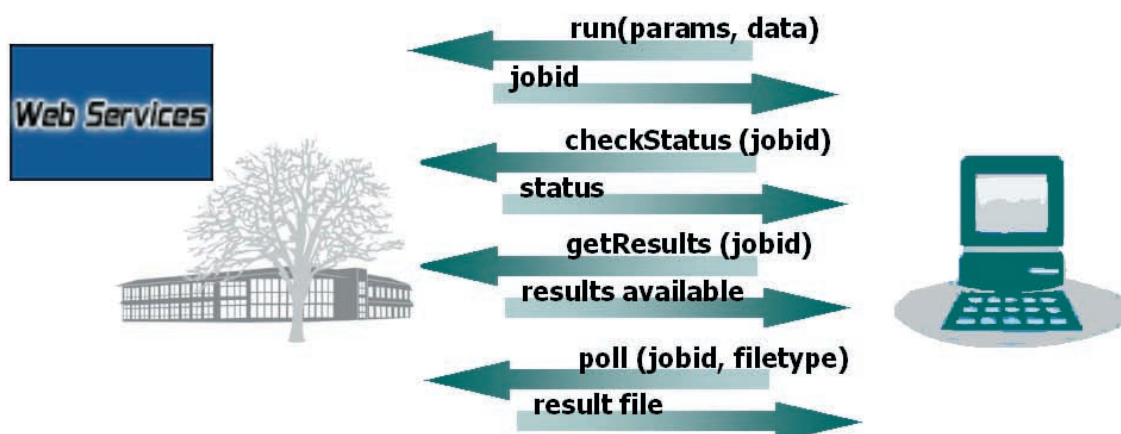 Web Services
run(params, data)
jobid
checkStatus (jobid)
status
getResults (jobid)
results available
poll (jobid, filetype)
result file